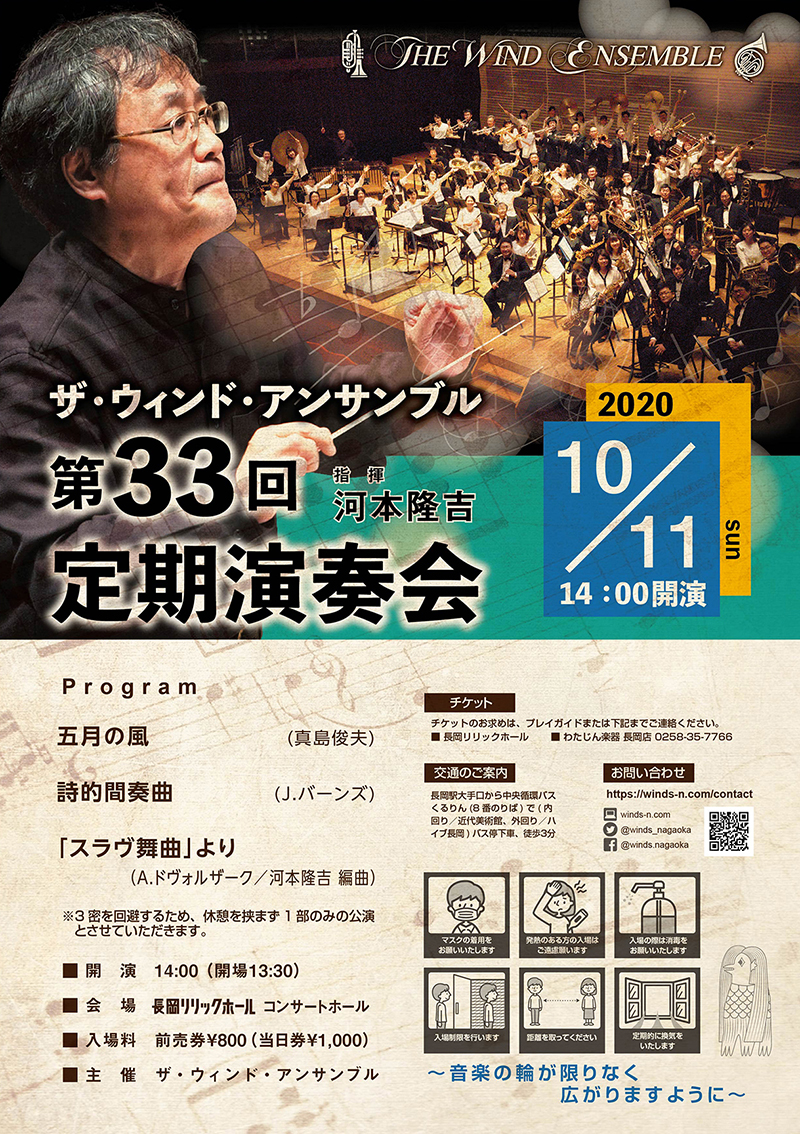 THE WIND ENSEMBLE
ザ・ウィンド・アンサンブル
第33回
指揮
河本隆吉
定期演奏会
2020
10/11
sun
14:00開演
Program
五月の風 (真島俊夫)
詩的間奏曲 (J.バーンズ)
「スラヴ舞曲」より
(A.ドヴォルザーク/河本隆吉 編曲)
※3密を回避するため、休憩を挟まず1部のみの公演
とさせていただきます。
■ 開 演 14:00(開場13:30)
■ 会 場 長岡リリックホール コンサートホール
■ 入場料 前売券¥800(当日券¥1,000)
■ 主 催 ザ・ウィンド・アンサンブル
チケット
チケットのお求めは、プレイガイドまたは下記までご連絡ください。
■ 長岡リリックホール ■ わたじん楽器 長岡店 0258-35-7766
交通のご案内
長岡駅大手口から中央循環バス
くるりん(8番のりば)で(内
回り/近代美術館、外回り/ハ
イブ長岡)バス停下車、徒歩3分
お問い合わせ
https://winds-n.com/contact
winds-n.com
@winds_nagaoka
@winds.nagaoka
マスクの着用を
お願いいたします
発熱のある方の入場は
ご遠慮願います
入場の際は消毒を
お願いいたします
入場制限を行います
距離を取ってください
定期的に換気を
いたします
～音楽の輪が限りなく
広がりますように～